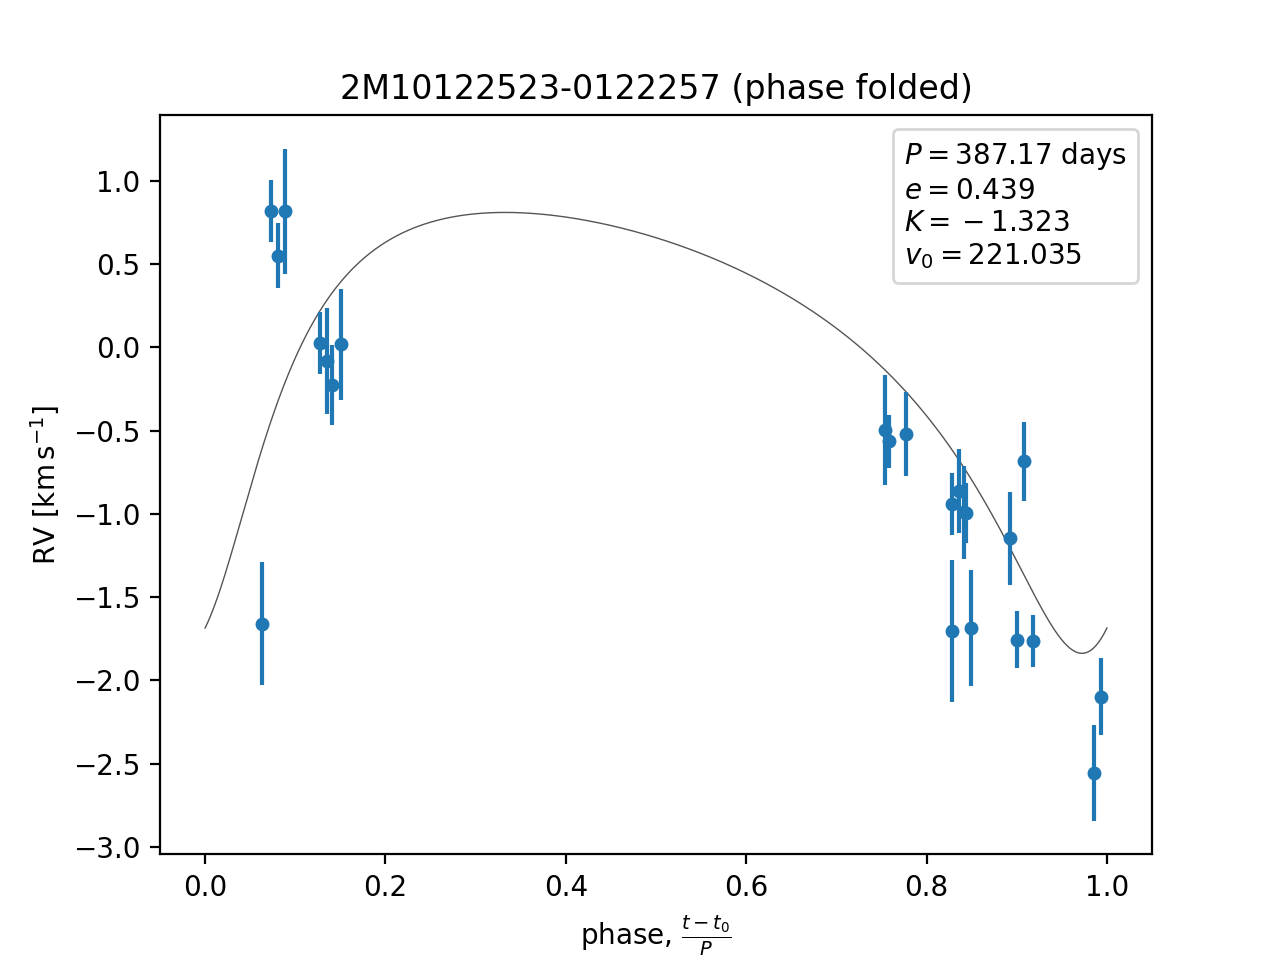 2M10122523-0122257 (phase folded)
P = 387.17 days
e = 0.439
K = −1.323
v₀ = 221.035
RV [km s⁻¹]
1.0
0.5
0.0
−0.5
−1.0
−1.5
−2.0
−2.5
−3.0
0.0 0.2 0.4 0.6 0.8 1.0
phase, (t − t₀)/P